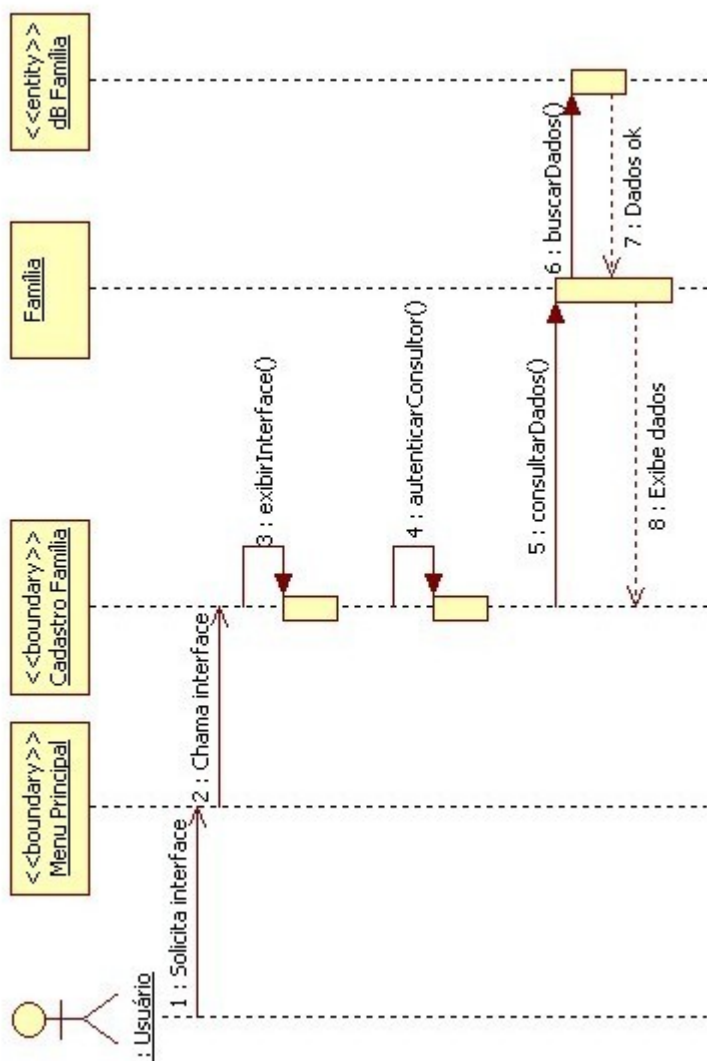 : Usuário
<<boundary>>
Menu Principal
<<boundary>>
Cadastro Família
Família
<<entity>>
dB Família
1 : Solicita interface
2 : Chama interface
3 : exibirInterface()
4 : autenticarConsultor()
5 : consultarDados()
6 : buscarDados()
7 : Dados ok
8 : Exibe dados